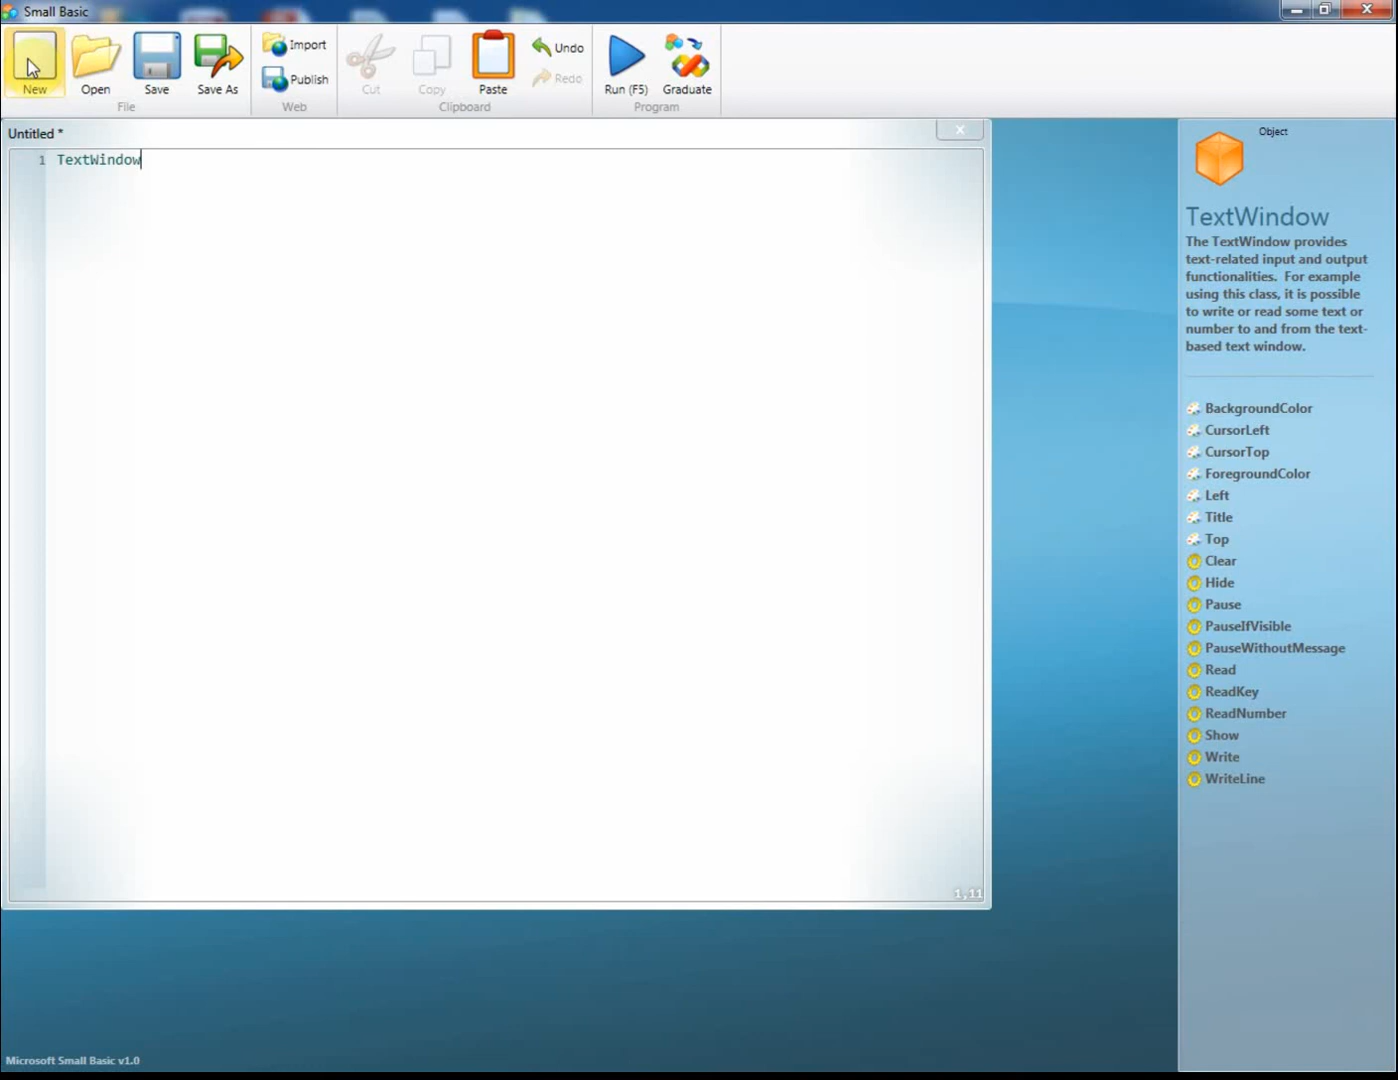 Small Basic
New
Open
Save
Save As
Import
Publish
Cut
Copy
Paste
Undo
Redo
Run (F5)
Graduate
File
Web
Clipboard
Program
Untitled *
1 TextWindow
1,11
Object
TextWindow
The TextWindow provides
text-related input and output
functionalities. For example
using this class, it is possible
to write or read some text or
number to and from the text-
based text window.
BackgroundColor
CursorLeft
CursorTop
ForegroundColor
Left
Title
Top
Clear
Hide
Pause
PauseIfVisible
PauseWithoutMessage
Read
ReadKey
ReadNumber
Show
Write
WriteLine
Microsoft Small Basic v1.0